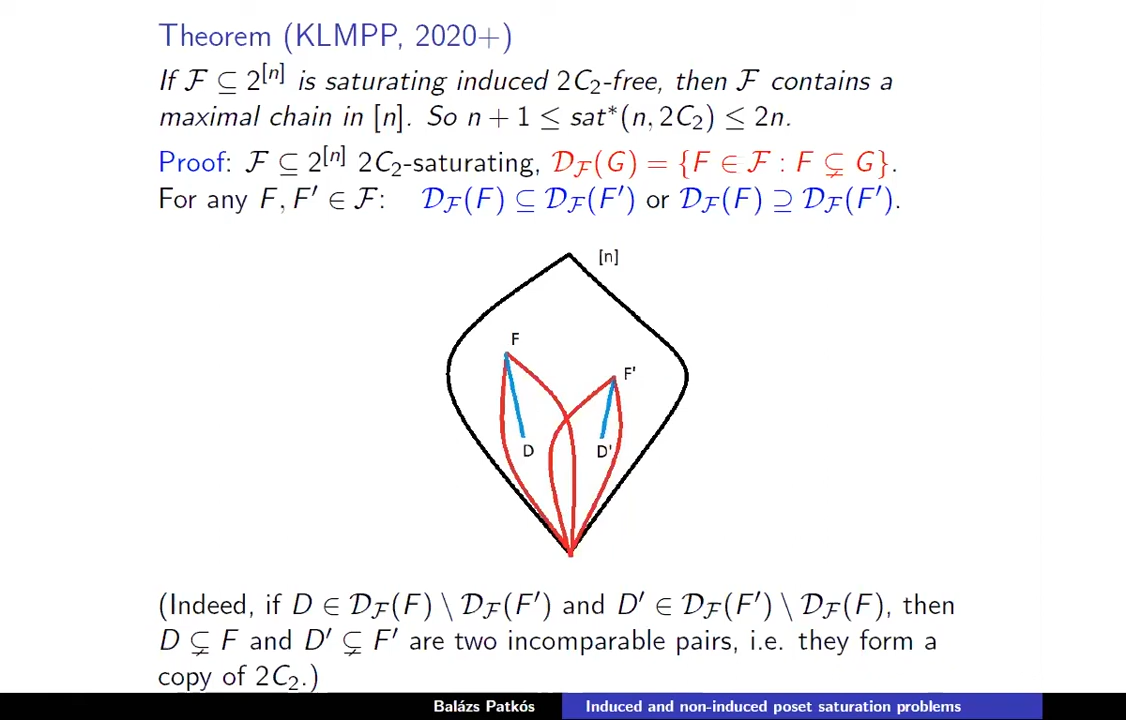 Theorem (KLMPP, 2020+)
If ℱ ⊆ 2^[n] is saturating induced 2C₂-free, then ℱ contains a
maximal chain in [n]. So n + 1 ≤ sat*(n, 2C₂) ≤ 2n.
Proof: ℱ ⊆ 2^[n] 2C₂-saturating, 𝒟_ℱ(G) = {F ∈ ℱ : F ⊊ G}.
For any F, F′ ∈ ℱ: 𝒟_ℱ(F) ⊆ 𝒟_ℱ(F′) or 𝒟_ℱ(F) ⊇ 𝒟_ℱ(F′).
[n]
F
F'
D
D'
(Indeed, if D ∈ 𝒟_ℱ(F) \ 𝒟_ℱ(F′) and D′ ∈ 𝒟_ℱ(F′) \ 𝒟_ℱ(F), then
D ⊊ F and D′ ⊊ F′ are two incomparable pairs, i.e. they form a
copy of 2C₂.)
Balázs Patkós
Induced and non-induced poset saturation problems